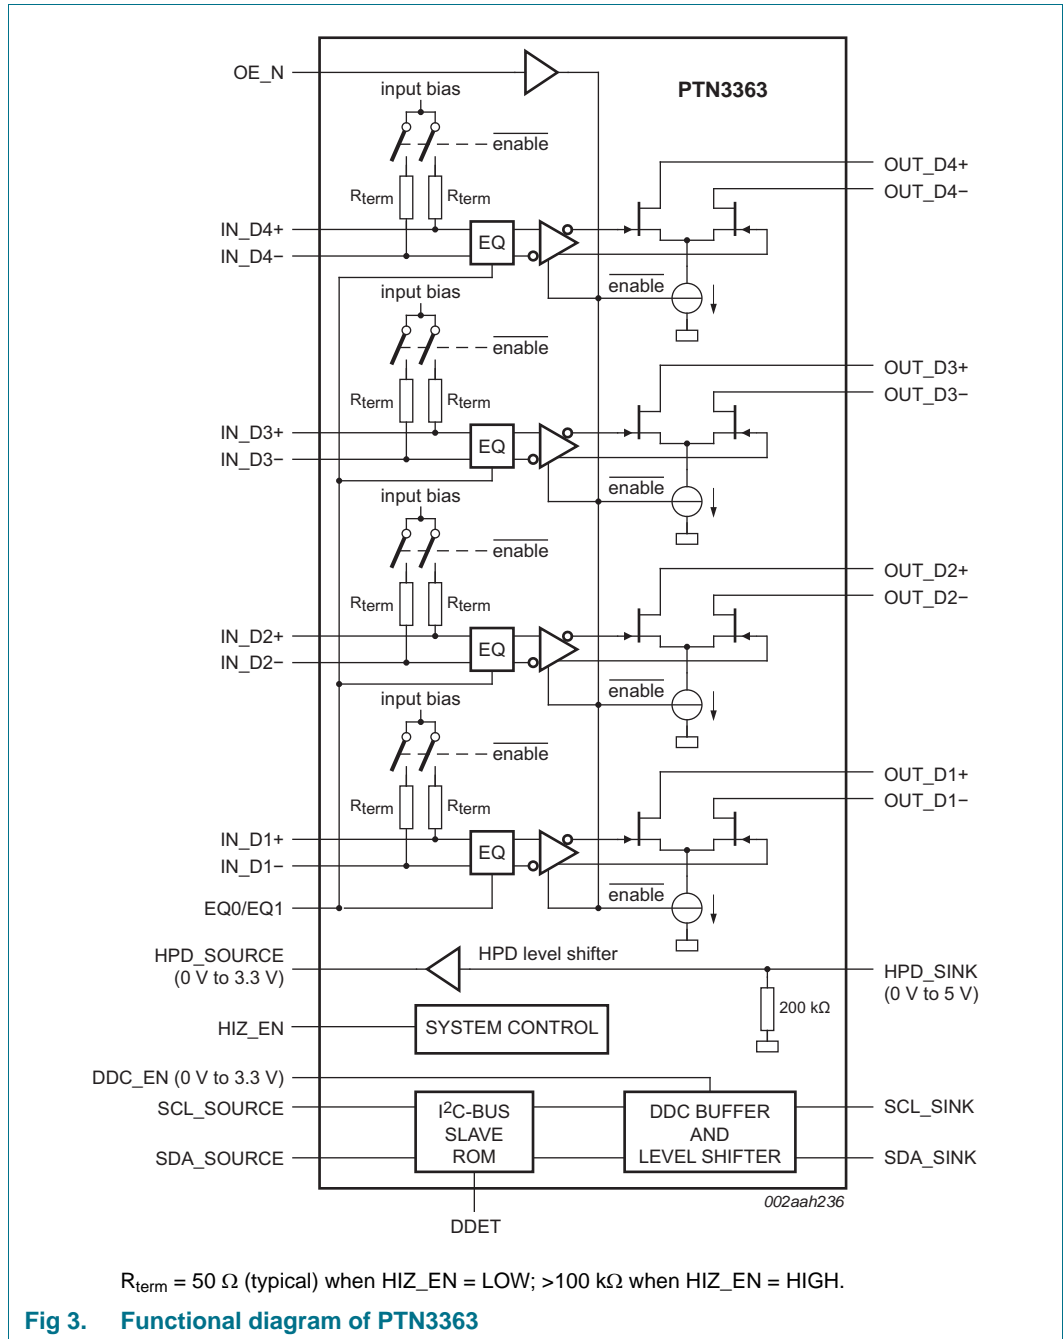 OE_N
PTN3363
input bias
enable
Rterm
Rterm
OUT_D4+
OUT_D4−
IN_D4+
IN_D4−
EQ
enable
input bias
enable
Rterm
Rterm
OUT_D3+
OUT_D3−
IN_D3+
IN_D3−
EQ
enable
input bias
enable
Rterm
Rterm
OUT_D2+
OUT_D2−
IN_D2+
IN_D2−
EQ
enable
input bias
enable
Rterm
Rterm
OUT_D1+
OUT_D1−
IN_D1+
IN_D1−
EQ
enable
EQ0/EQ1
HPD_SOURCE
(0 V to 3.3 V)
HPD level shifter
HPD_SINK
(0 V to 5 V)
200 kΩ
HIZ_EN
SYSTEM CONTROL
DDC_EN (0 V to 3.3 V)
SCL_SOURCE
SDA_SOURCE
I²C-BUS
SLAVE
ROM
DDC BUFFER
AND
LEVEL SHIFTER
SCL_SINK
SDA_SINK
002aah236
DDET
Rterm = 50 Ω (typical) when HIZ_EN = LOW; >100 kΩ when HIZ_EN = HIGH.
Fig 3. Functional diagram of PTN3363